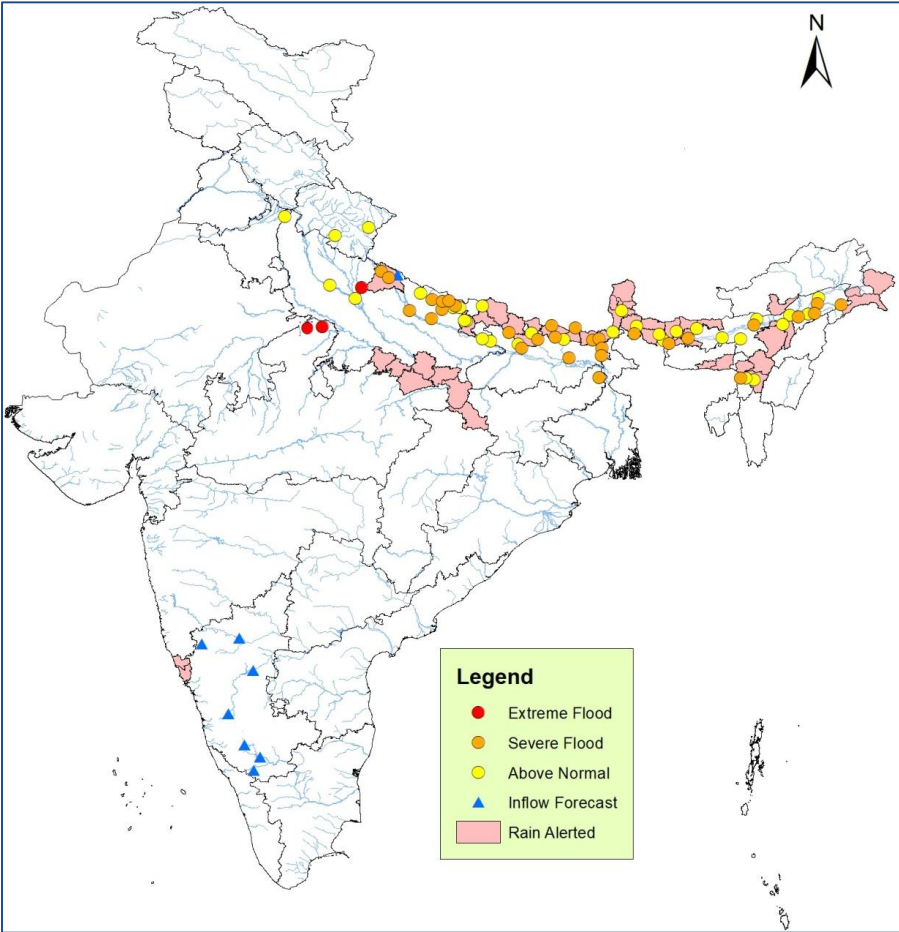 N
Legend
Extreme Flood
Severe Flood
Above Normal
Inflow Forecast
Rain Alerted